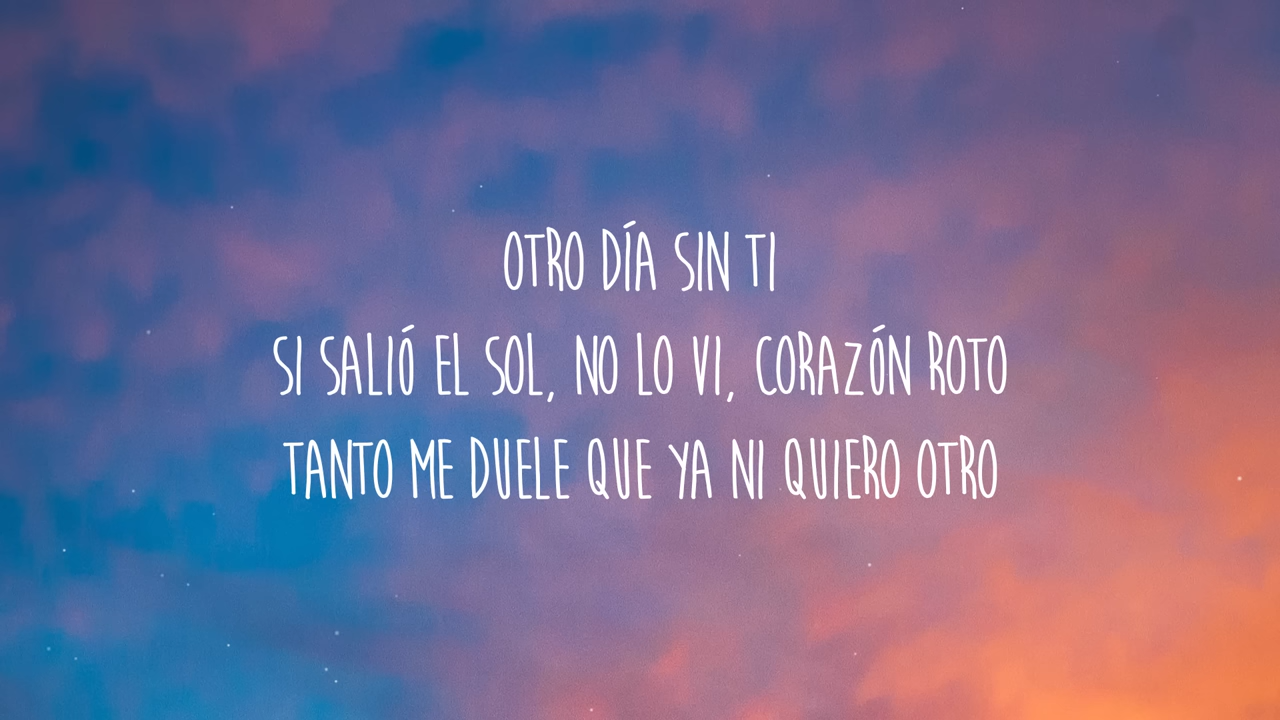 OTRO DÍA SIN TI
SI SALIÓ EL SOL, NO LO VI, CORAZÓN ROTO
TANTO ME DUELE QUE YA NI QUIERO OTRO